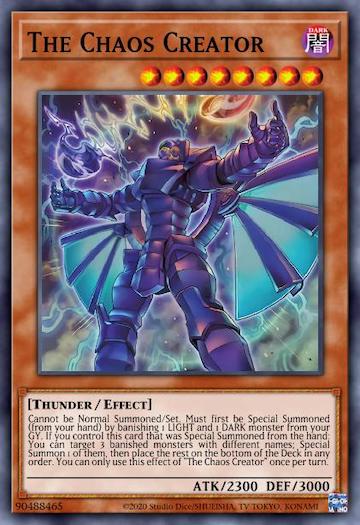 The Chaos Creator
DARK
闇
[Thunder / Effect]
Cannot be Normal Summoned/Set. Must first be Special Summoned
(from your hand) by banishing 1 LIGHT and 1 DARK monster from your
GY. If you control this card that was Special Summoned from the hand:
You can target 3 banished monsters with different names; Special
Summon 1 of them, then place the rest on the bottom of the Deck in any
order. You can only use this effect of "The Chaos Creator" once per turn.
ATK/2300 DEF/3000
90488465
©2020 Studio Dice/SHUEISHA, TV TOKYO, KONAMI